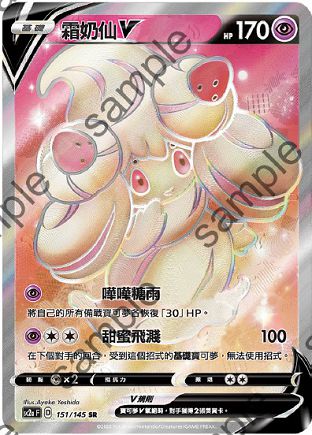 基礎 霜奶仙V HP 170
sample
sample
sample
sample
嘩嘩糖雨
將自己的所有備戰寶可夢各恢復「30」HP。
甜蜜飛濺 100
在下個對手的回合,受到這個招式的基礎寶可夢,無法使用招式。
弱點 ×2 抵抗力 撤退
V規則
寶可夢V【昏厥】時,對手獲得2張獎賞卡。
Illus. Ayaka Yoshida
sc2a F D 151/145 SR